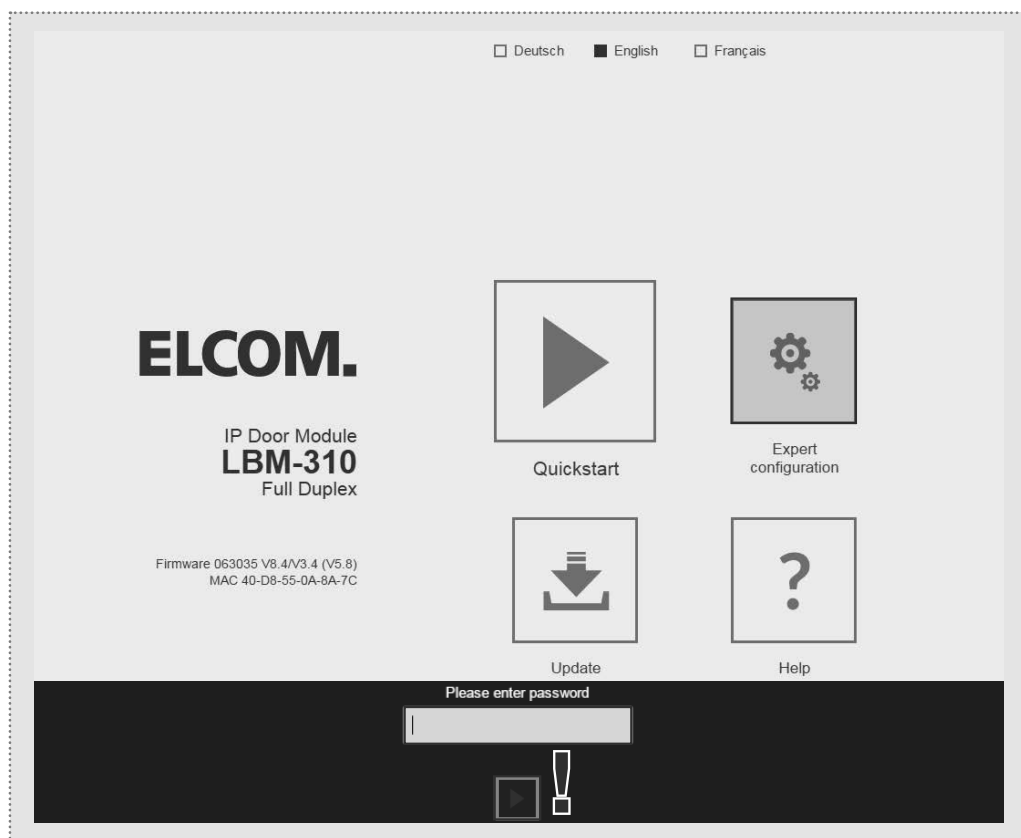 Deutsch English Français
ELCOM.
IP Door Module
LBM-310
Full Duplex
Firmware 063035 V8.4/V3.4 (V5.8)
MAC 40-D8-55-0A-8A-7C
Quickstart
Expert
configuration
Update
?
Help
Please enter password
!